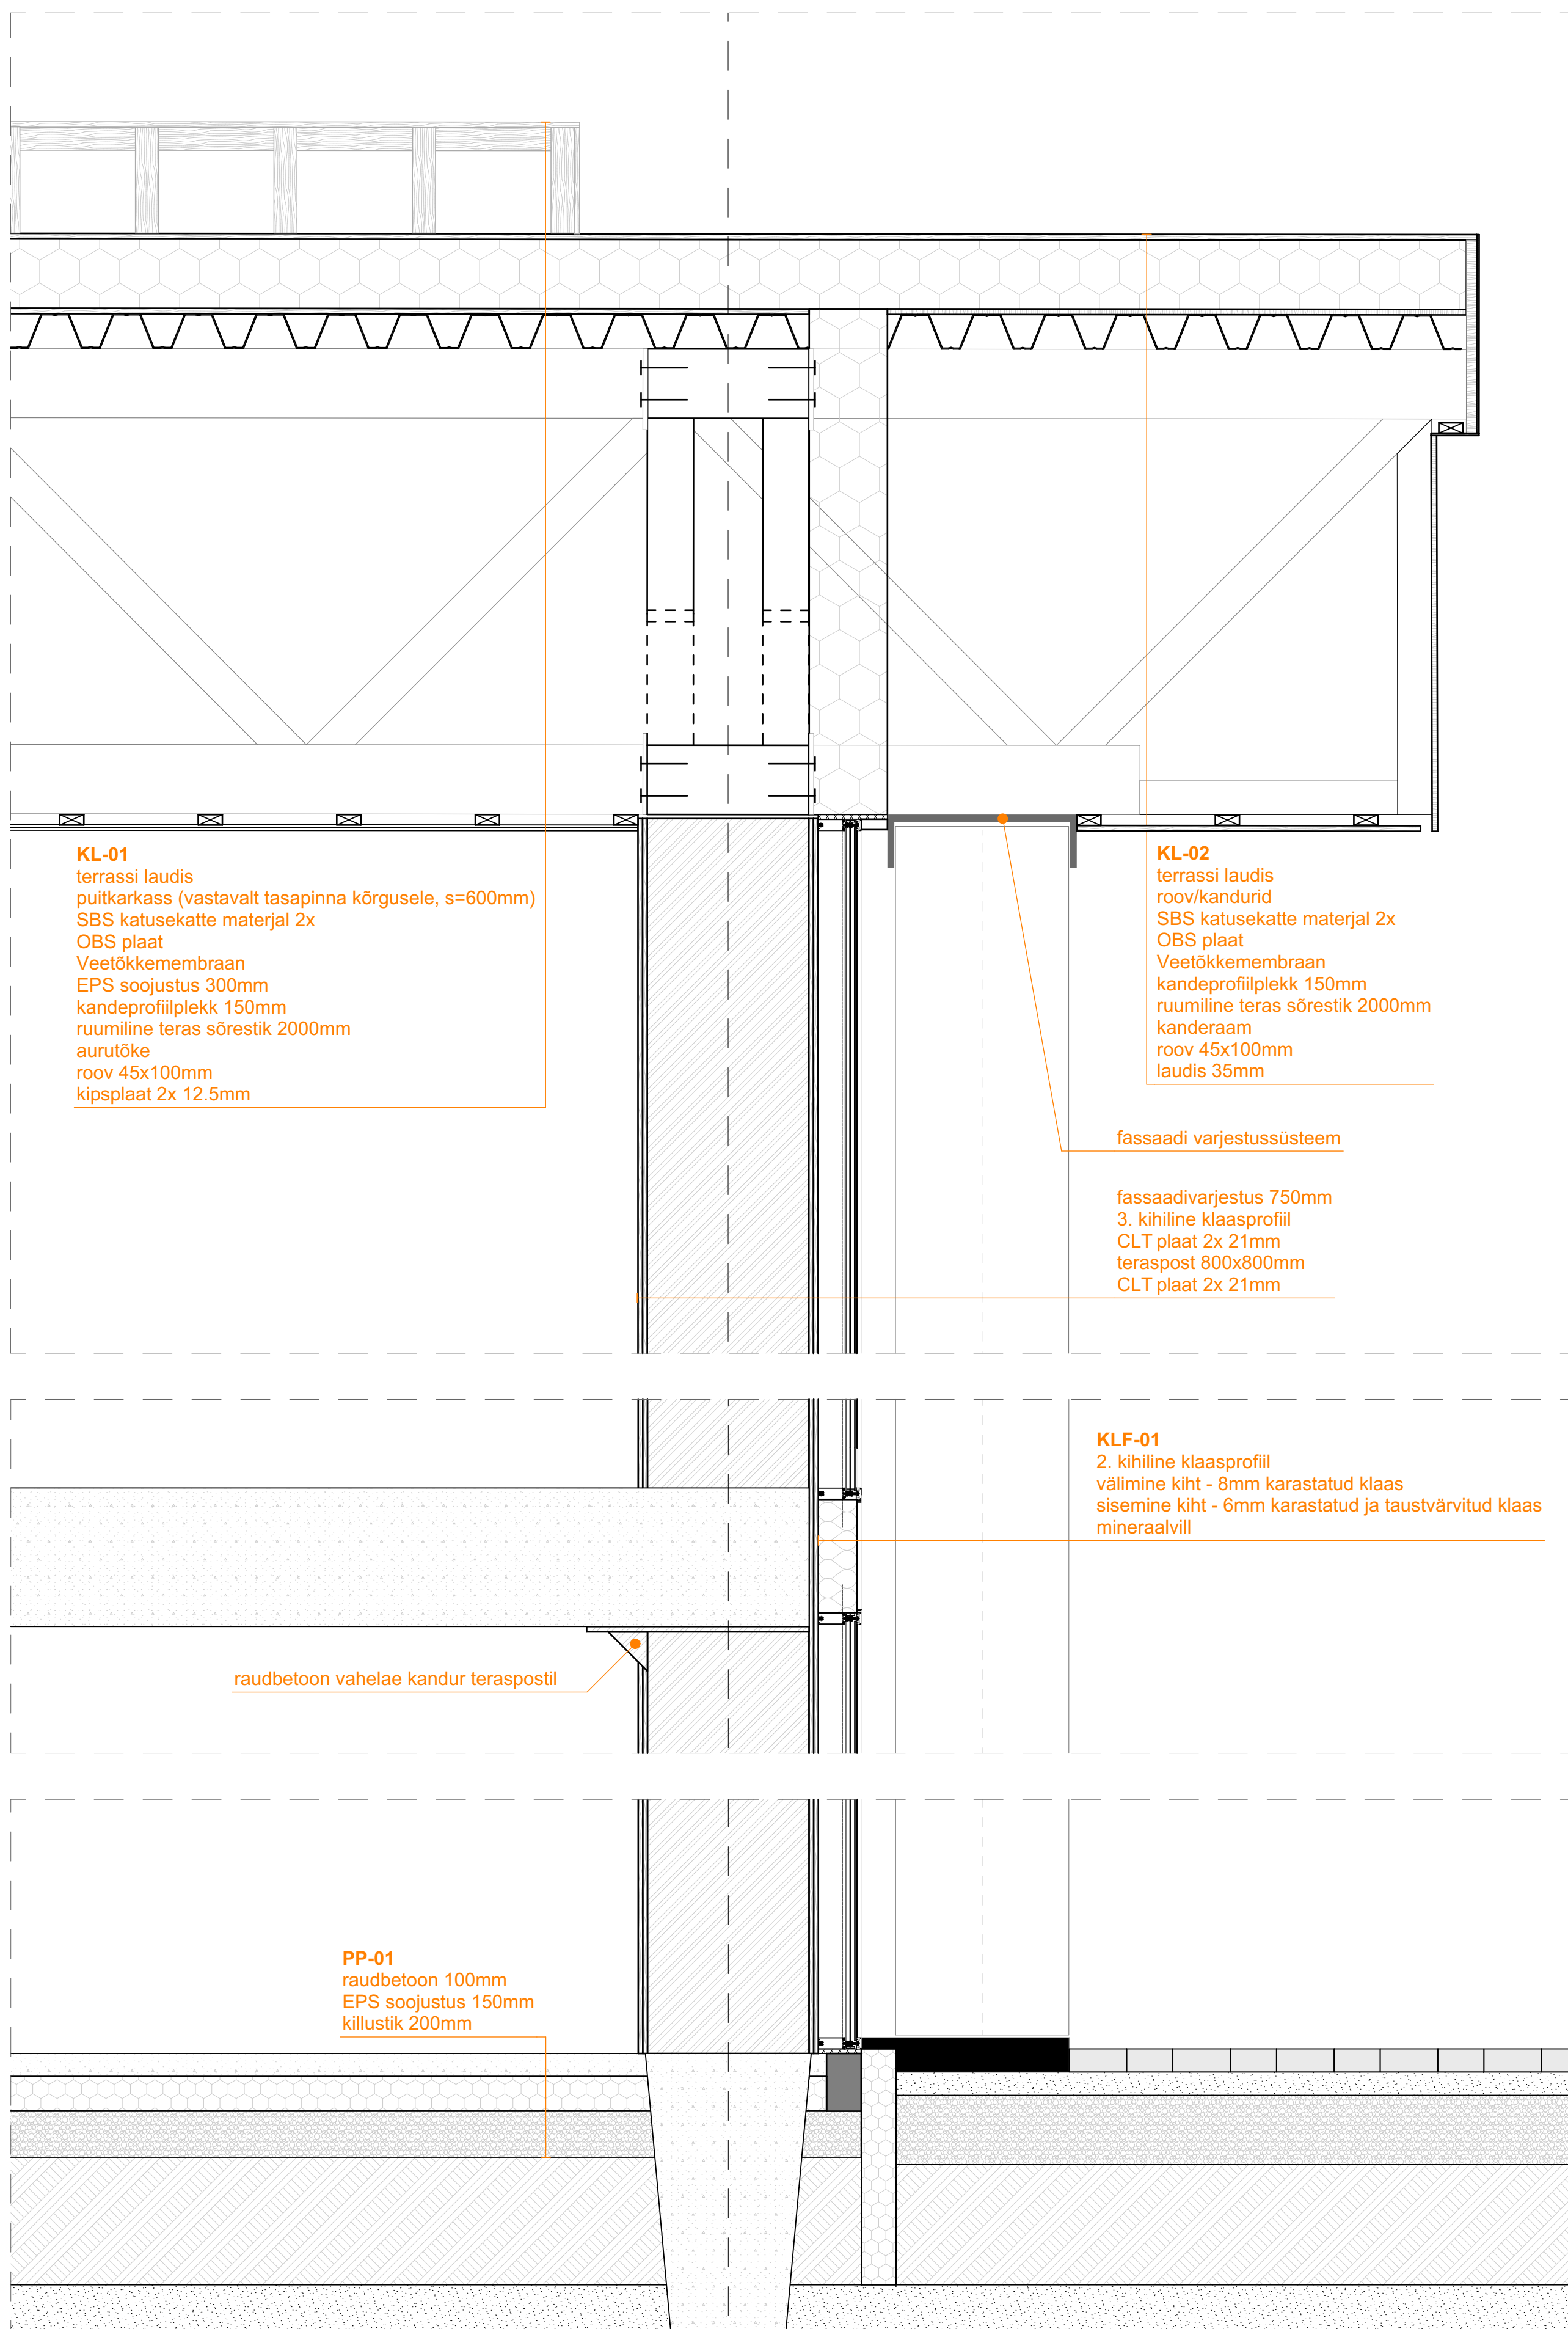 KL-01
terrassi laudis
puitkarkass (vastavalt tasapinna kõrgusele, s=600mm)
SBS katusekatte materjal 2x
OBS plaat
Veetõkkemembraan
EPS soojustus 300mm
kandeprofiilplekk 150mm
ruumiline teras sõrestik 2000mm
aurutõke
roov 45x100mm
kipsplaat 2x 12.5mm
KL-02
terrassi laudis
roov/kandurid
SBS katusekatte materjal 2x
OBS plaat
Veetõkkemembraan
kandeprofiilplekk 150mm
ruumiline teras sõrestik 2000mm
kanderaam
roov 45x100mm
laudis 35mm
fassaadi varjestussüsteem
fassaadivarjestus 750mm
3. kihiline klaasprofiil
CLT plaat 2x 21mm
teraspost 800x800mm
CLT plaat 2x 21mm
KLF-01
2. kihiline klaasprofiil
välimine kiht - 8mm karastatud klaas
sisemine kiht - 6mm karastatud ja taustvärvitud klaas
mineraalvill
raudbetoon vahelae kandur teraspostil
PP-01
raudbetoon 100mm
EPS soojustus 150mm
killustik 200mm